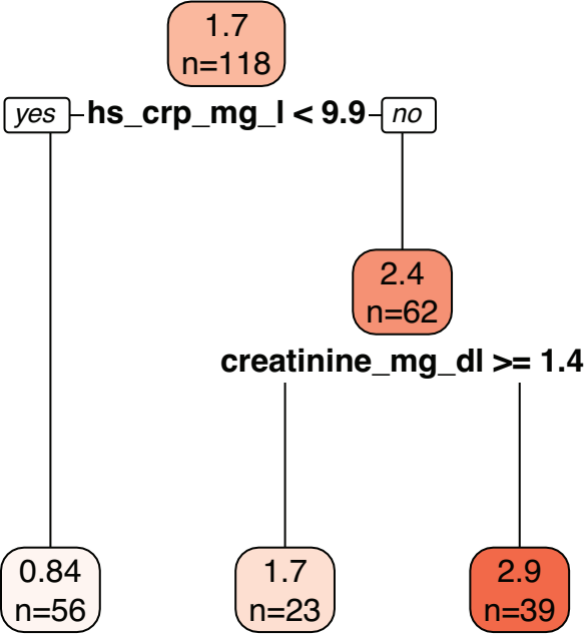 1.7
n=118
yes hs_crp_mg_l < 9.9 no
2.4
n=62
creatinine_mg_dl >= 1.4
0.84 1.7 2.9
n=56 n=23 n=39